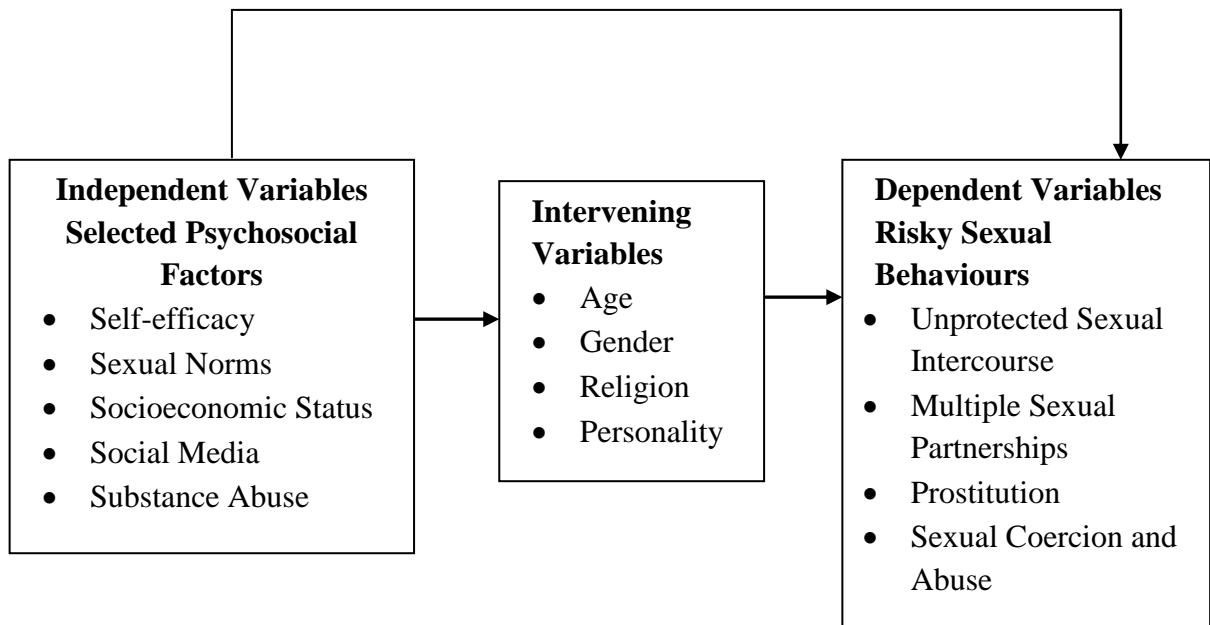 Independent Variables
Selected Psychosocial
Factors
• Self-efficacy
• Sexual Norms
• Socioeconomic Status
• Social Media
• Substance Abuse
Intervening
Variables
• Age
• Gender
• Religion
• Personality
Dependent Variables
Risky Sexual
Behaviours
• Unprotected Sexual
Intercourse
• Multiple Sexual
Partnerships
• Prostitution
• Sexual Coercion and
Abuse